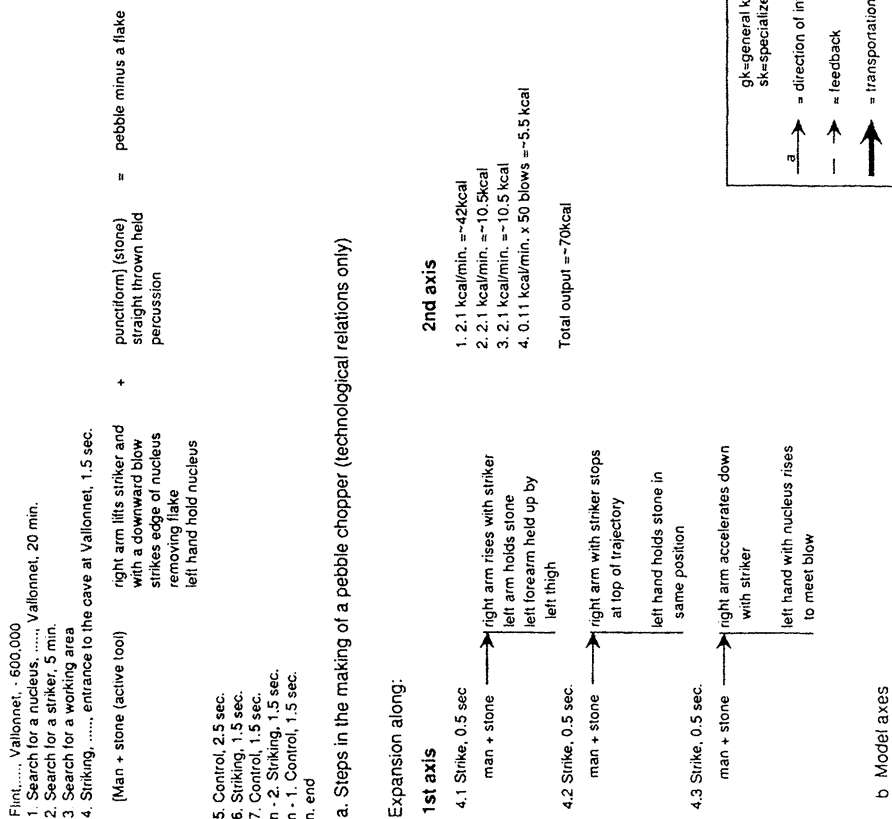 Flint,...., Vallonnet, - 600,000
1. Search for a nucleus, ......, Vallonnet, 20 min.
2. Search for a striker, 5 min.
3 Search for a working area
4. Striking, ......, entrance to the cave at Vallonnet, 1.5 sec.
[Man + stone (active tool)
right arm lifts striker and
with a downward blow
strikes edge of nucleus
removing flake
left hand hold nucleus
+
punctiform] (stone)
straight thrown held
percussion
=
pebble minus a flake
5. Control, 2.5 sec.
6. Striking, 1.5 sec.
7. Control, 1.5 sec.
n - 2. Striking, 1.5 sec.
n - 1. Control, 1.5 sec.
n. end
a. Steps in the making of a pebble chopper (technological relations only)
Expansion along:
1st axis
4.1 Strike, 0.5 sec
man + stone
right arm rises with striker
left arm holds stone
left forearm held up by
left thigh
4.2 Strike, 0.5 sec.
man + stone
right arm with striker stops
at top of trajectory
left hand holds stone in
same position
4.3 Strike, 0.5 sec.
man + stone
right arm accelerates down
with striker
left hand with nucleus rises
to meet blow
2nd axis
1. 2.1 kcal/min. =~42kcal
2. 2.1 kcal/min. =~10.5kcal
3. 2.1 kcal/min. =~10.5 kcal
4. 0.11 kcal/min. x 50 blows =~5.5 kcal
Total output =~70kcal
b Model axes
gk=general
sk=specialize
a = direction of
= feedback
= transportation